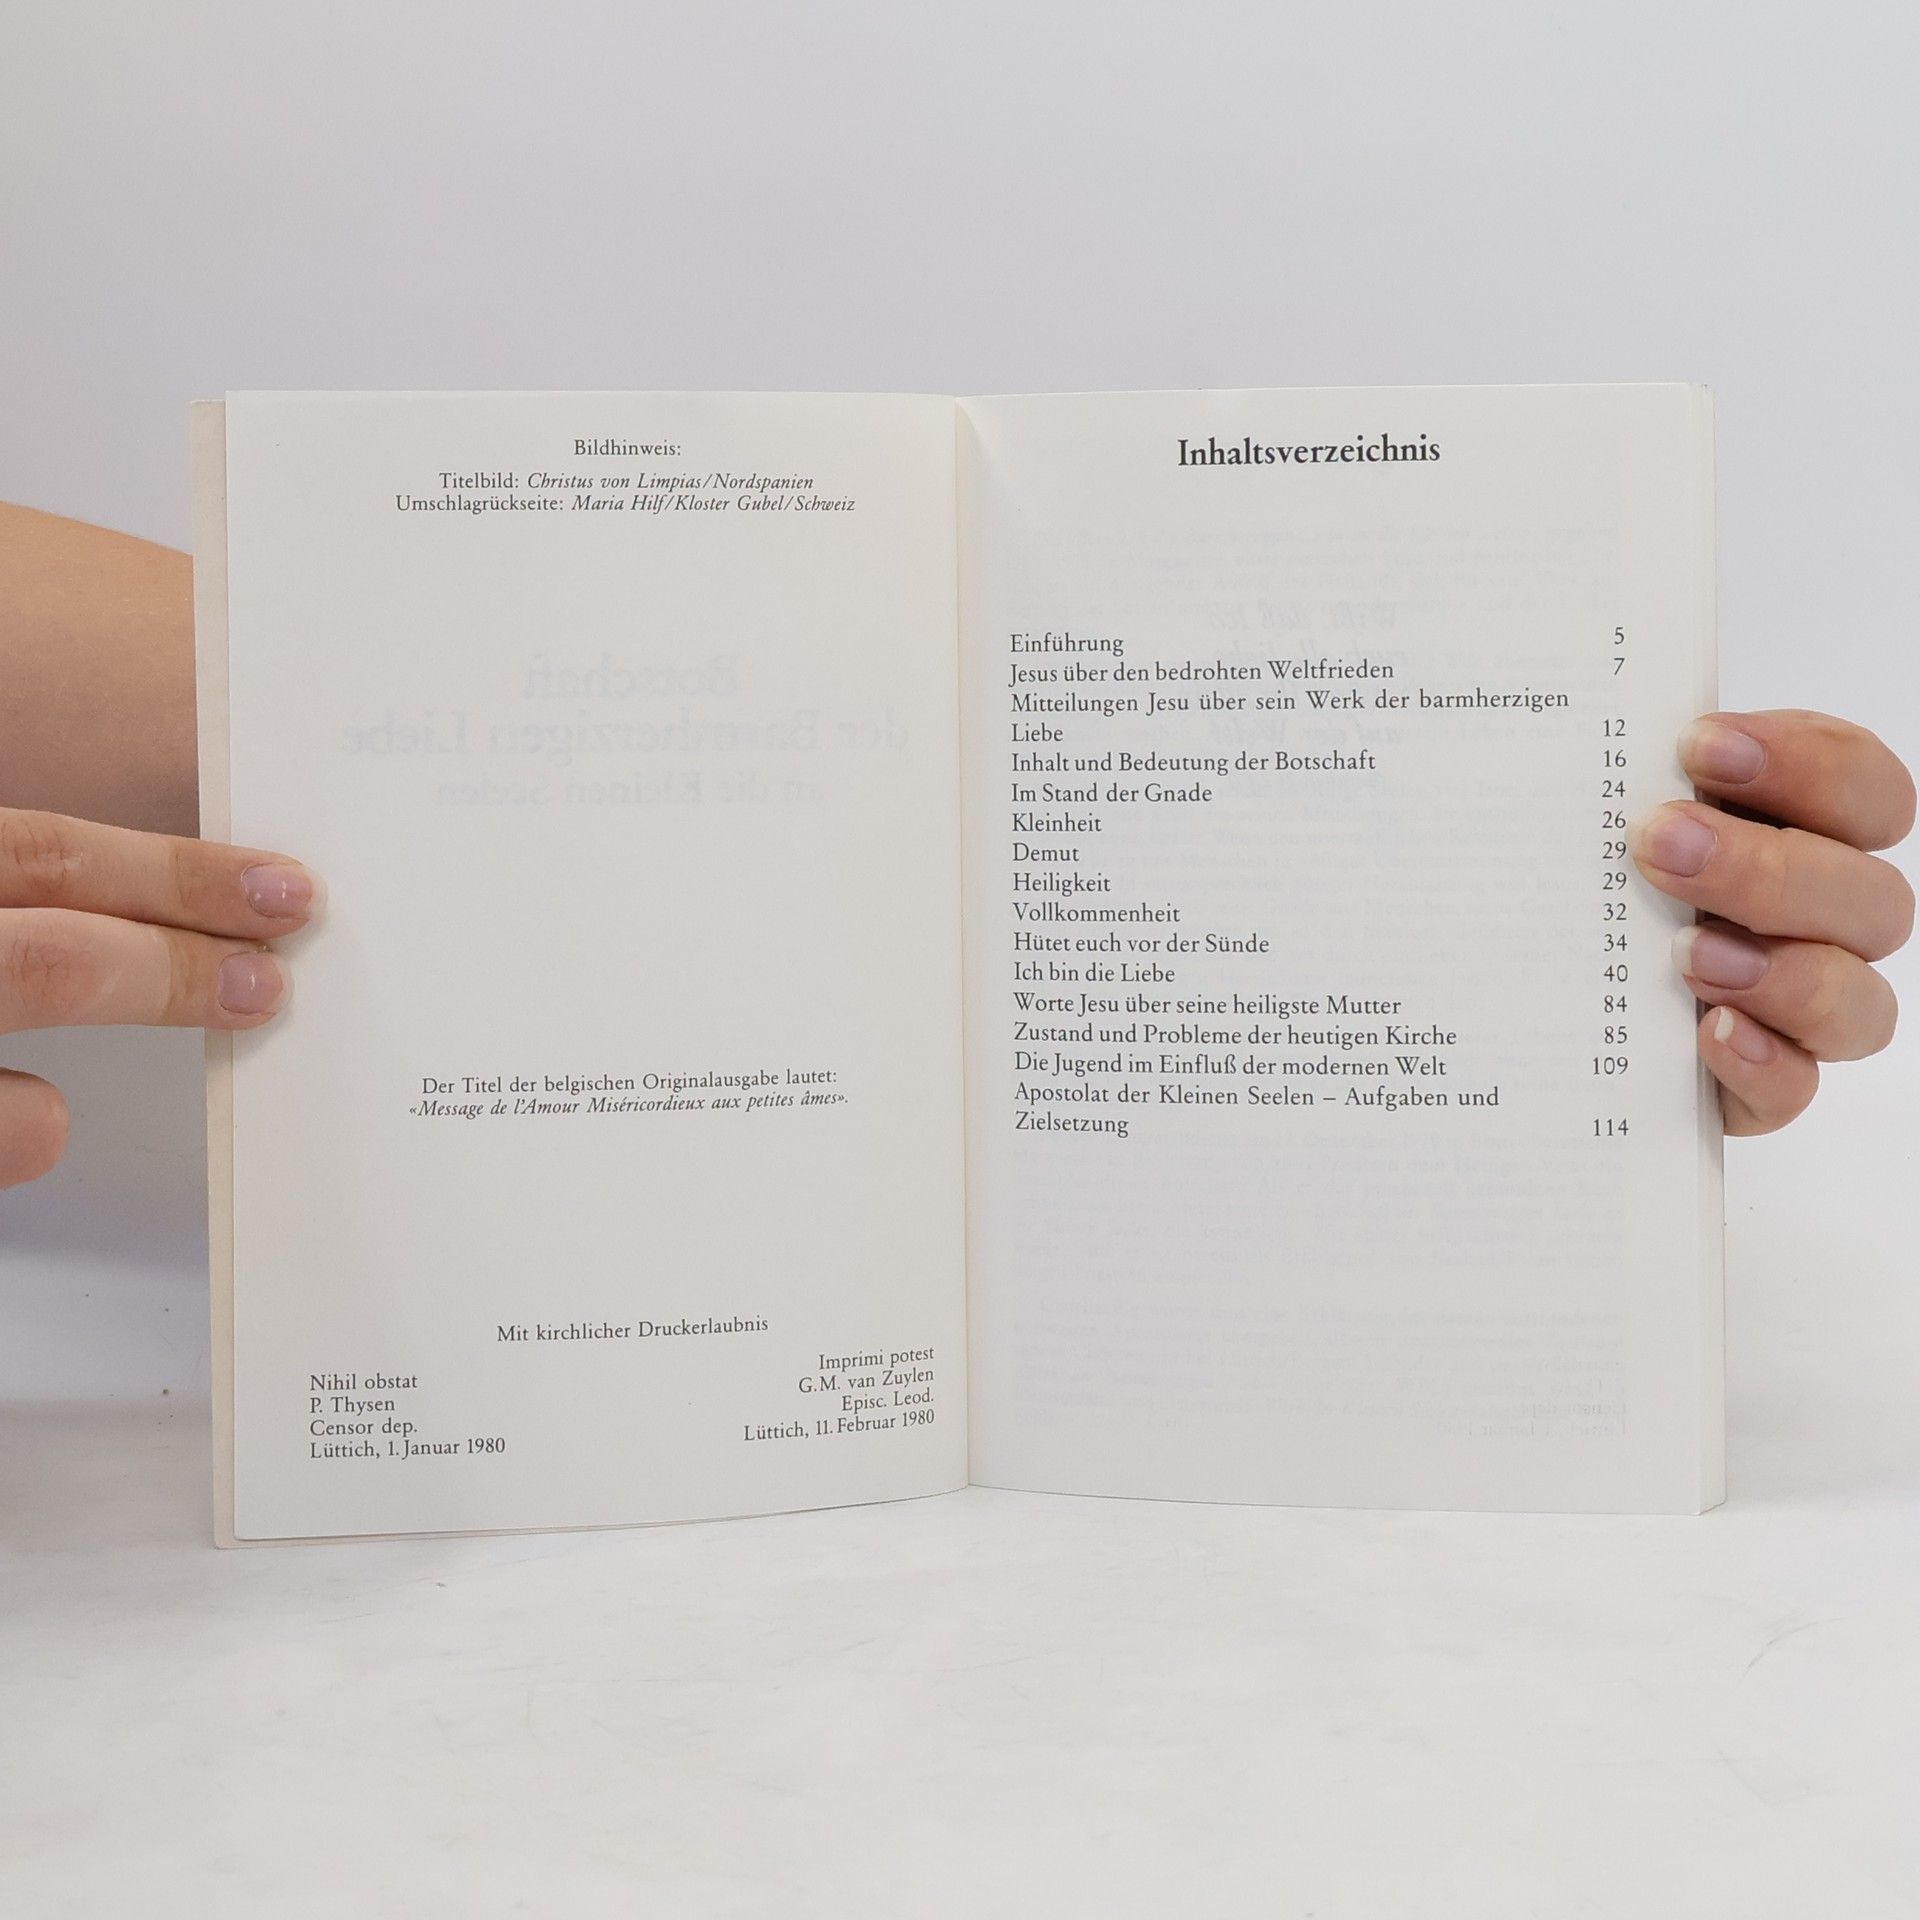 Bildhinweis:
Titelbild: Christus von Limpias/Nordspanien
Umschlagrückseite: Maria Hilf/Kloster Gubel/Schweiz
Der Titel der belgischen Originalausgabe lautet:
«Message de l'Amour Miséricordieux aux petites âmes».
Mit kirchlicher Druckerlaubnis
Nihil obstat
P. Thysen
Censor dep.
Lüttich, 1. Januar 1980
Imprimi potest
G.M. van Zuylen
Episc. Leod.
Lüttich, 11. Februar 1980
Inhaltsverzeichnis
Einführung 5
Jesus über den bedrohten Weltfrieden 7
Mitteilungen Jesu über sein Werk der barmherzigen
Liebe 12
Inhalt und Bedeutung der Botschaft 16
Im Stand der Gnade 24
Kleinheit 26
Demut 29
Heiligkeit 29
Vollkommenheit 32
Hütet euch vor der Sünde 34
Ich bin die Liebe 40
Worte Jesu über seine heiligste Mutter 84
Zustand und Probleme der heutigen Kirche 85
Die Jugend im Einfluß der modernen Welt 109
Apostolat der Kleinen Seelen – Aufgaben und
Zielsetzung 114